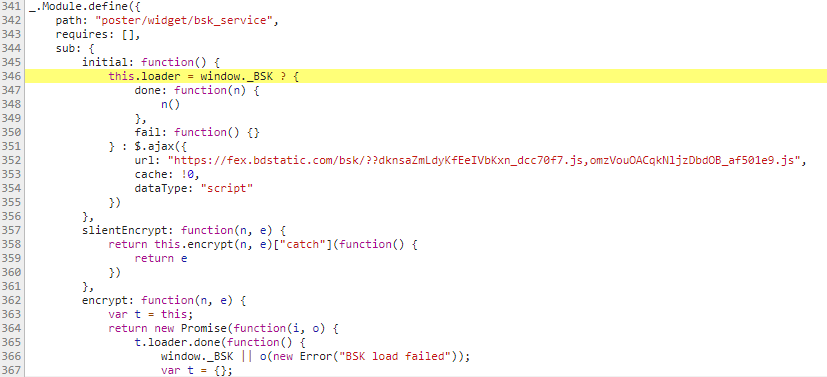 341 _.Module.define({
342     path: "poster/widget/bsk_service",
343     requires: [],
344     sub: {
345         initial: function() {
346             this.loader = window._BSK ? {
347                 done: function(n) {
348                     n()
349                 },
350                 fail: function() {}
351             } : $.ajax({
352                 url: "https://fex.bdstatic.com/bsk/??dknsaZmLdyKfEeIVbKxn_dcc70f7.js,omzVouOACqkNljzDbdOB_af501e9.js",
353                 cache: !0,
354                 dataType: "script"
355             })
356         },
357         slientEncrypt: function(n, e) {
358             return this.encrypt(n, e)["catch"](function() {
359                 return e
360             })
361         },
362         encrypt: function(n, e) {
363             var t = this;
364             return new Promise(function(i, o) {
365                 t.loader.done(function() {
366                     window._BSK || o(new Error("BSK load failed"));
367                     var t = {};